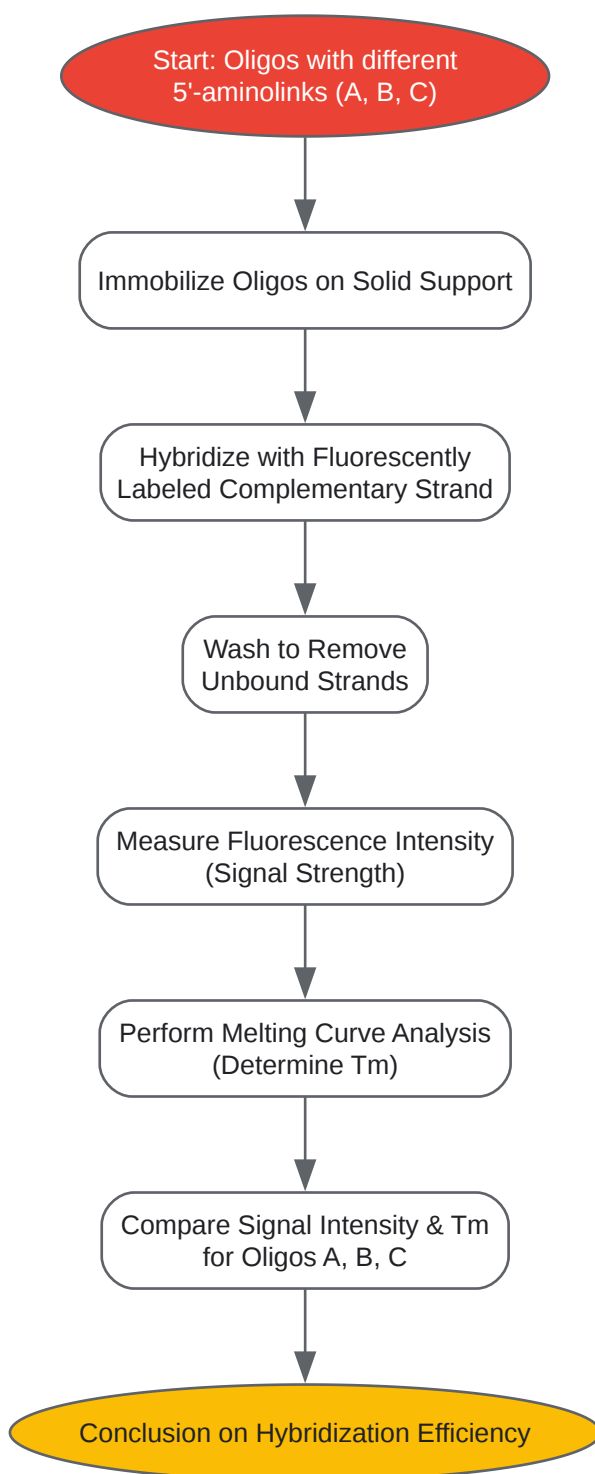 Start: Oligos with different
5'-aminolinks (A, B, C)
Immobilize Oligos on Solid Support
Hybridize with Fluorescently
Labeled Complementary Strand
Wash to Remove
Unbound Strands
Measure Fluorescence Intensity
(Signal Strength)
Perform Melting Curve Analysis
(Determine Tm)
Compare Signal Intensity & Tm
for Oligos A, B, C
Conclusion on Hybridization Efficiency